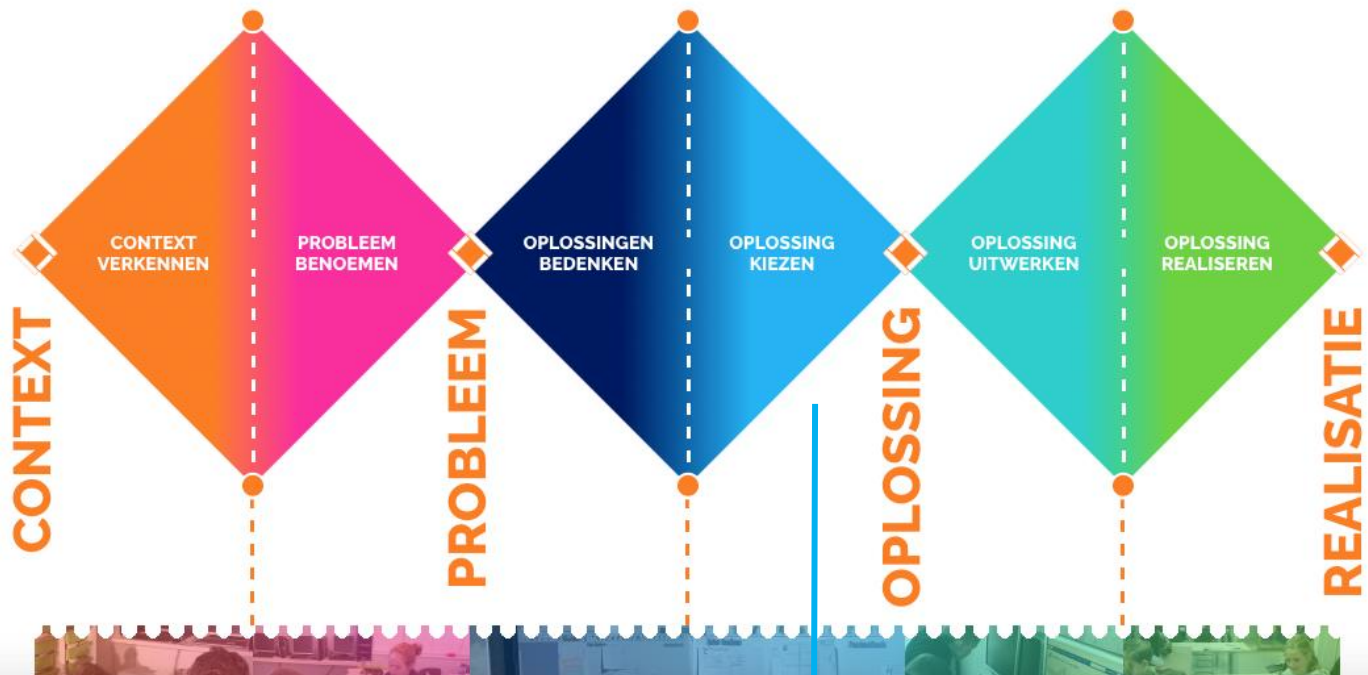 CONTEXT
VERKENNEN
PROBLEEM
BENOEMEN
OPLOSSINGEN
BEDENKEN
OPLOSSING
KIEZEN
OPLOSSING
UITWERKEN
OPLOSSING
REALISEREN
CONTEXT
PROBLEEM
OPLOSSING
REALISATIE